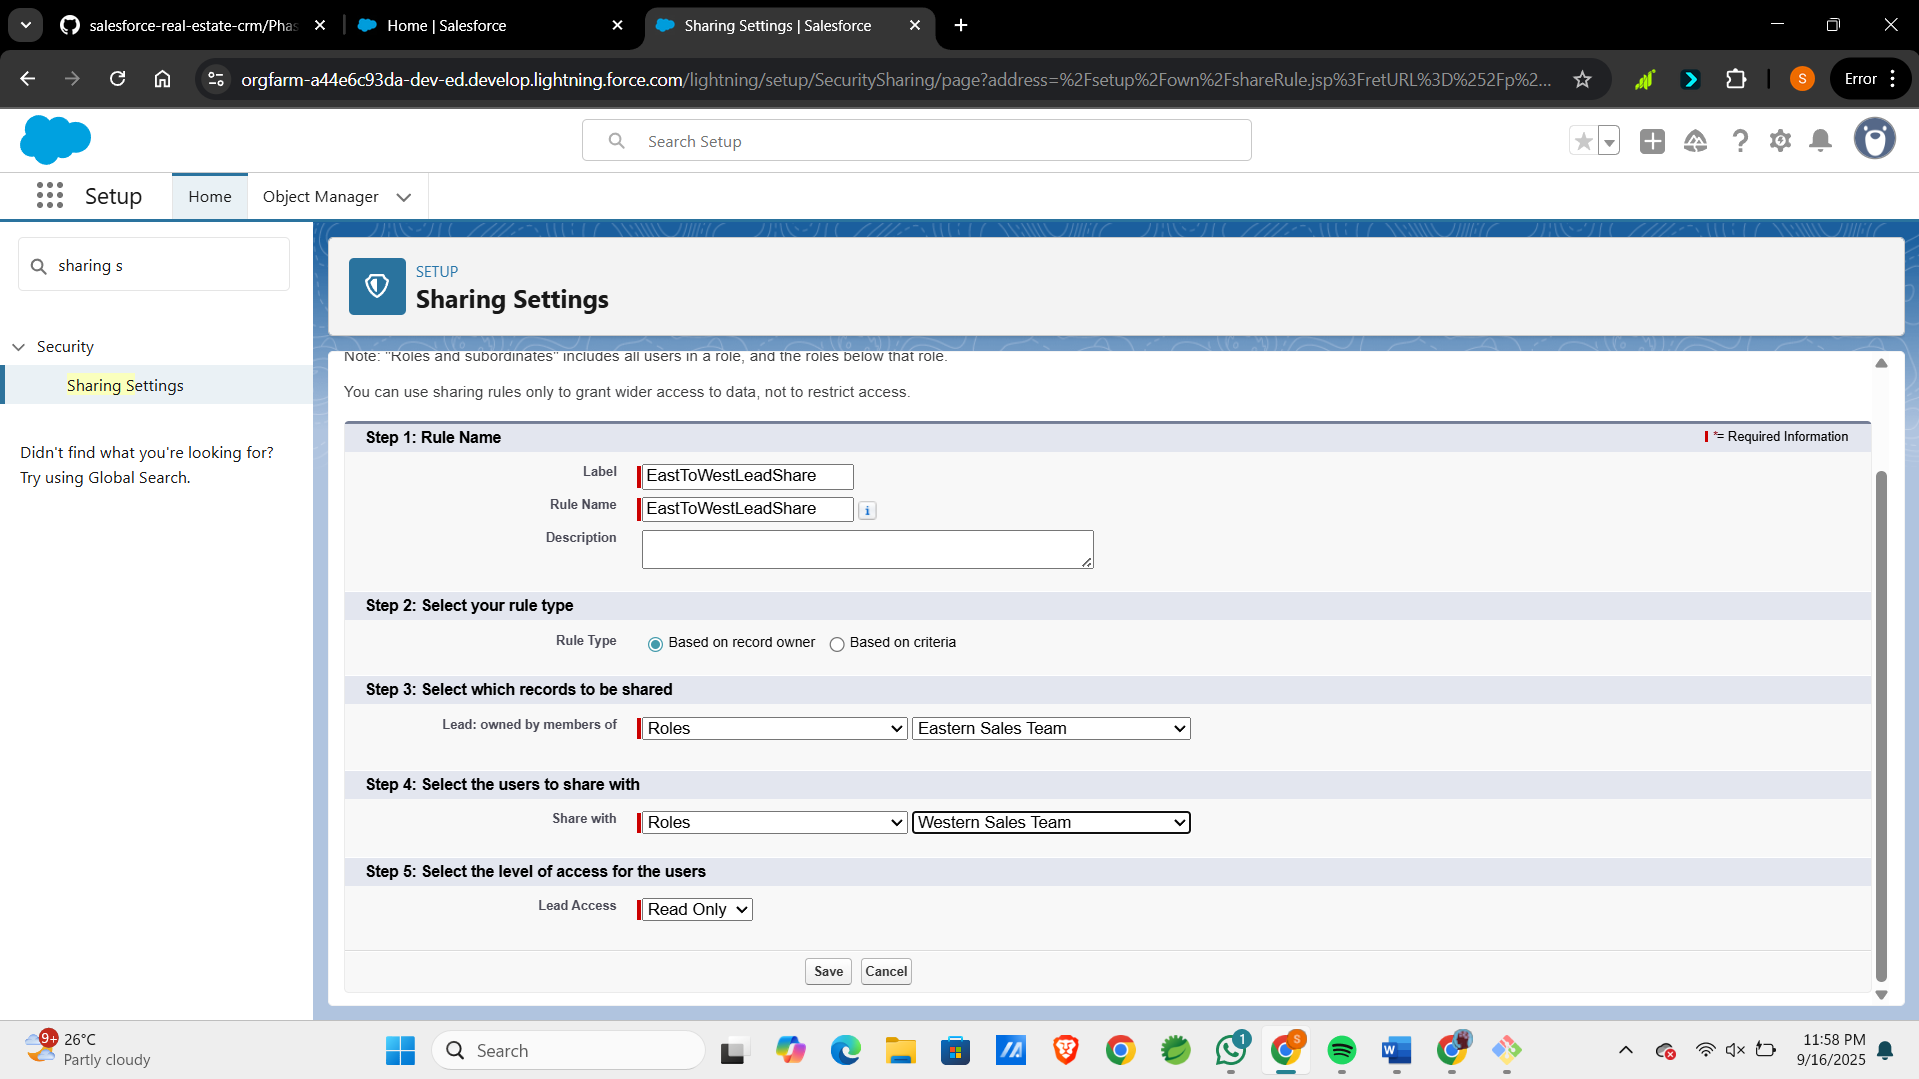 salesforce-real-estate-crm/Phas
Home | Salesforce
Sharing Settings | Salesforce
orgfarm-a44e6c93da-dev-ed.develop.lightning.force.com/lightning/setup/SecuritySharing/page?address=%2Fsetup%2Fown%2FshareRule.jsp%3FretURL%3D%252Fp%2...
S
Error
Search Setup
Setup
Home
Object Manager
sharing s
Security
Sharing Settings
Didn't find what you're looking for?
Try using Global Search.
SETUP
Sharing Settings
Note: "Roles and subordinates" includes all users in a role, and the roles below that role.
You can use sharing rules only to grant wider access to data, not to restrict access.
Step 1: Rule Name
*= Required Information
Label
EastToWestLeadShare
Rule Name
EastToWestLeadShare
i
Description
Step 2: Select your rule type
Rule Type
Based on record owner
Based on criteria
Step 3: Select which records to be shared
Lead: owned by members of
Roles
Eastern Sales Team
Step 4: Select the users to share with
Share with
Roles
Western Sales Team
Step 5: Select the level of access for the users
Lead Access
Read Only
Save
Cancel
9+
26°C
Partly cloudy
Search
1
S
11:58 PM
9/16/2025